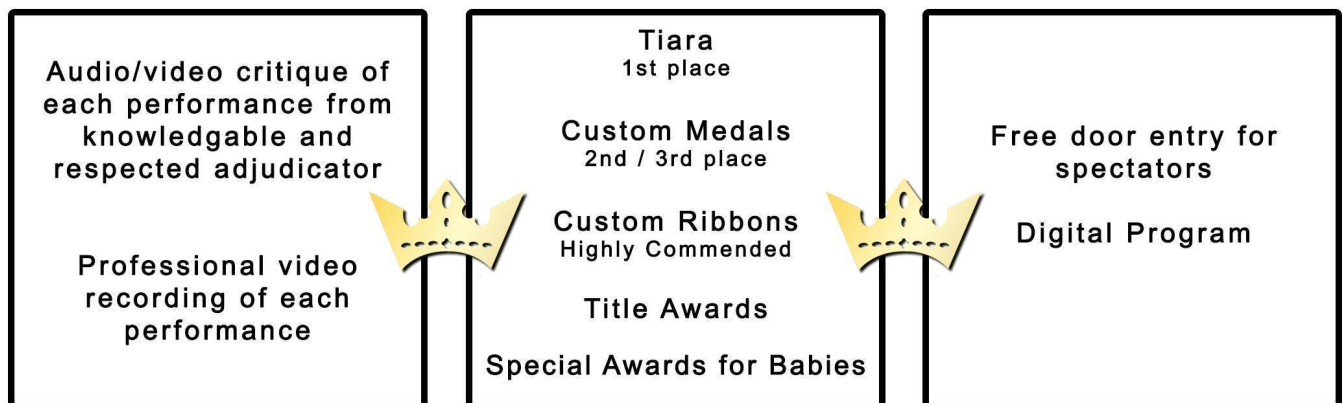 Audio/video critique of
each performance from
knowledgable and
respected adjudicator
Professional video
recording of each
performance
Tiara
1st place
Custom Medals
2nd / 3rd place
Custom Ribbons
Highly Commended
Title Awards
Special Awards for Babies
Free door entry for
spectators
Digital Program